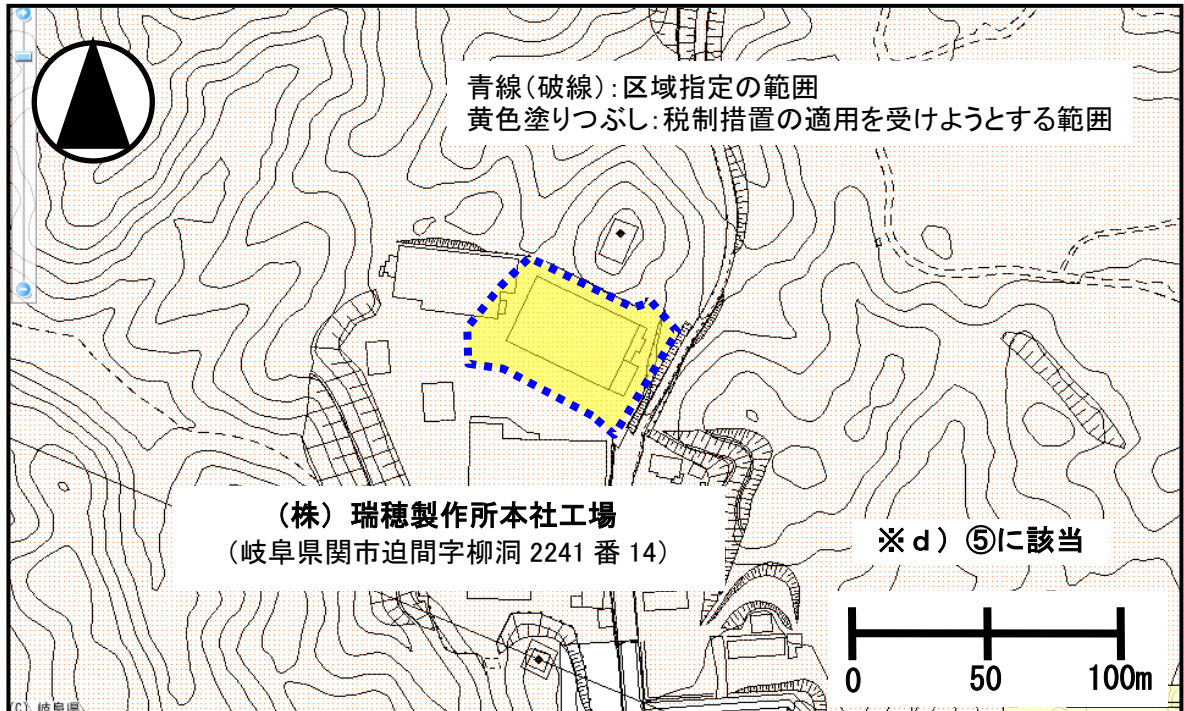 青線(破線):区域指定の範囲
黄色塗りつぶし:税制措置の適用を受けようとする範囲
(株) 瑞穂製作所本社工場
(岐阜県関市迫間字柳洞 2241 番 14)
※d) ⑤に該当
0 50 100m
(C) 岐阜県